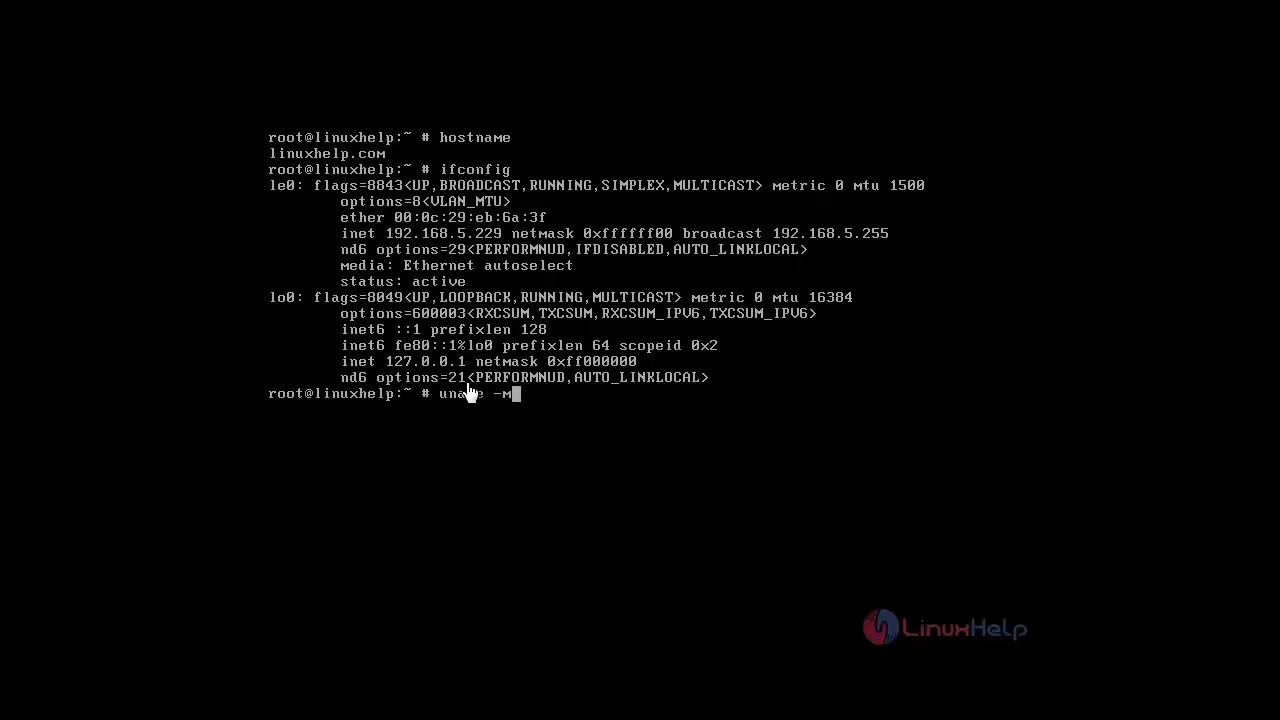 root@linuxhelp:~ # hostname
linuxhelp.com
root@linuxhelp:~ # ifconfig
le0: flags=8843<UP,BROADCAST,RUNNING,SIMPLEX,MULTICAST> metric 0 mtu 1500
options=8<VLAN_MTU>
ether 00:0c:29:eb:6a:3f
inet 192.168.5.229 netmask 0xffffff00 broadcast 192.168.5.255
nd6 options=29<PERFORMNUD,IFDISABLED,AUTO_LINKLOCAL>
media: Ethernet autoselect
status: active
lo0: flags=8049<UP,LOOPBACK,RUNNING,MULTICAST> metric 0 mtu 16384
options=600003<RXCSUM,TXCSUM,RXCSUM_IPV6,TXCSUM_IPV6>
inet6 ::1 prefixlen 128
inet6 fe80::1%lo0 prefixlen 64 scopeid 0x2
inet 127.0.0.1 netmask 0xff000000
nd6 options=21<PERFORMNUD,AUTO_LINKLOCAL>
root@linuxhelp:~ # uname -m
LinuxHelp